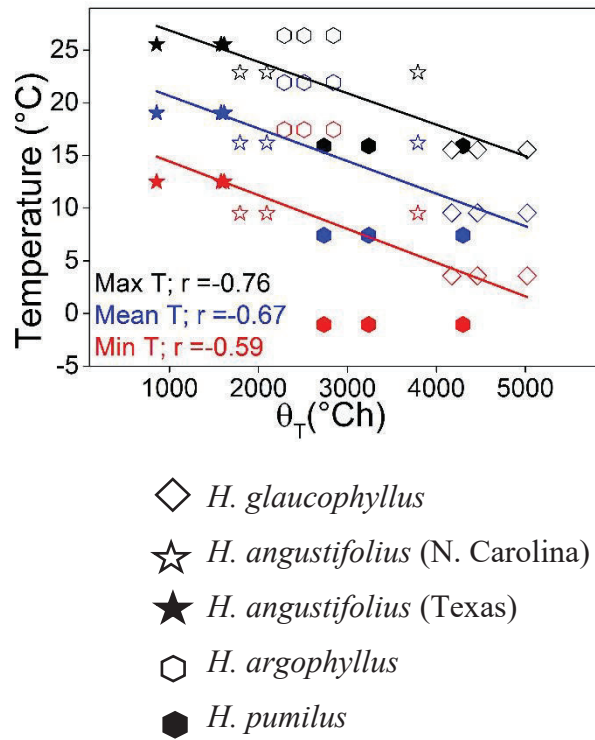 Temperature (°C)
25
20
15
10
5
0
-5
Max T; r =-0.76
Mean T; r =-0.67
Min T; r =-0.59
1000 2000 3000 4000 5000
θT(°Ch)
H. glaucophyllus
H. angustifolius (N. Carolina)
H. angustifolius (Texas)
H. argophyllus
H. pumilus